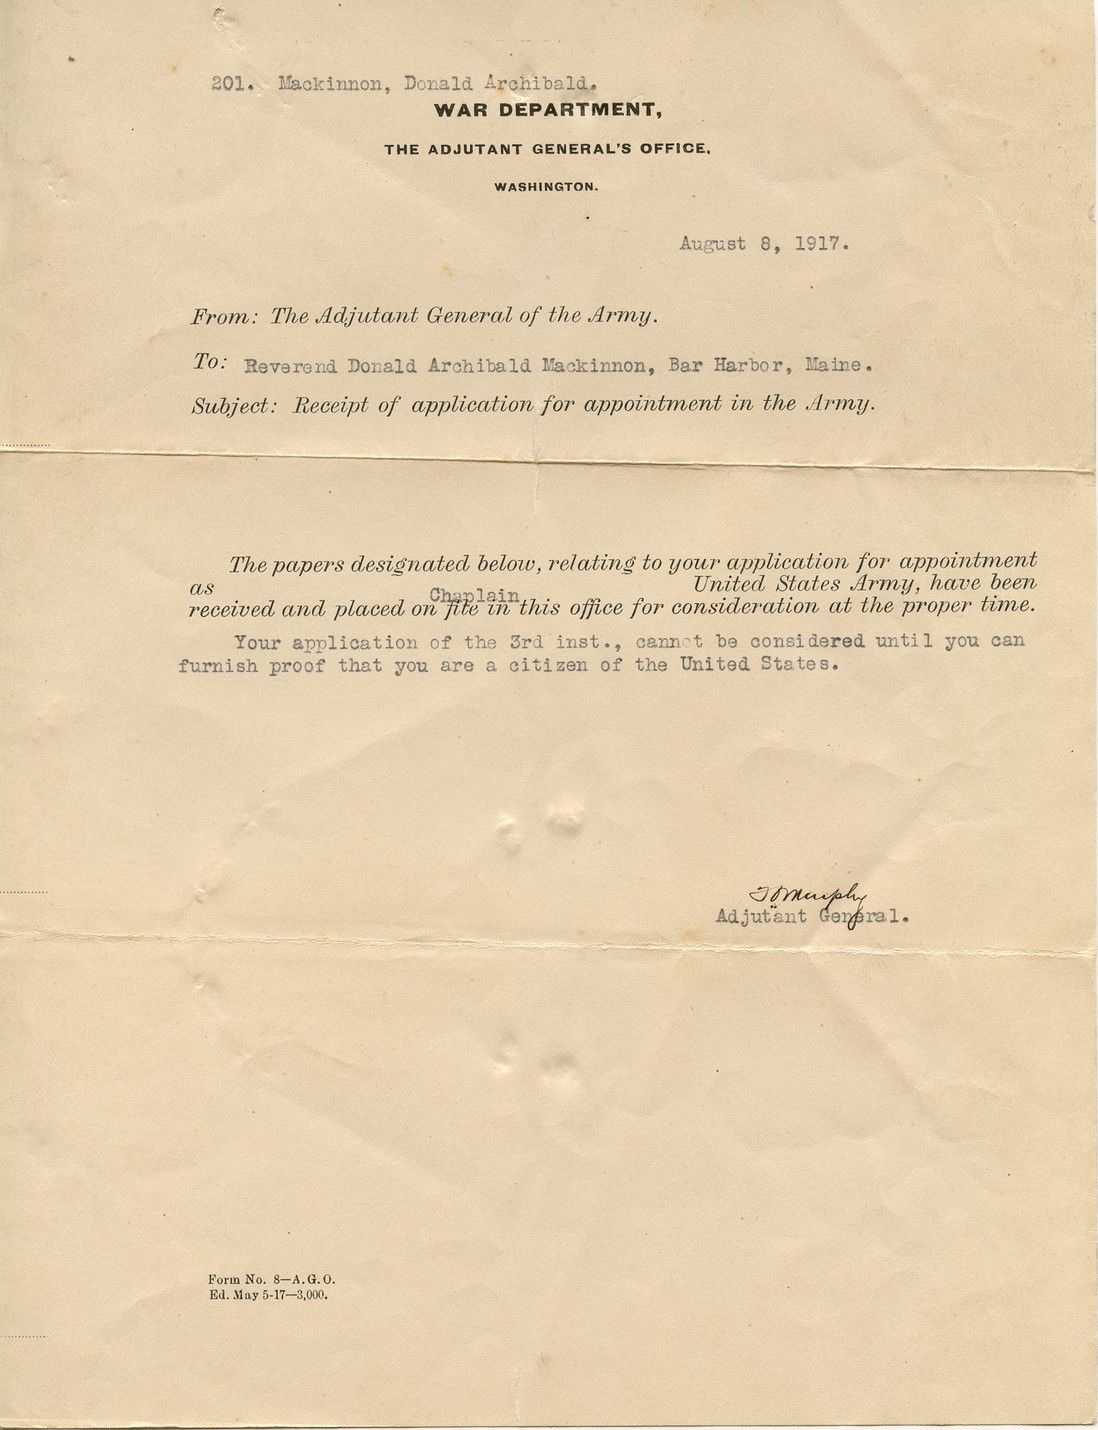 201. Mackinnon, Donald Archibald.
WAR DEPARTMENT,
THE ADJUTANT GENERAL'S OFFICE,
WASHINGTON.
August 8, 1917.
From: The Adjutant General of the Army.
To: Reverend Donald Archibald Mackinnon, Bar Harbor, Maine.
Subject: Receipt of application for appointment in the Army.
The papers designated below, relating to your application for appointment
as Chaplain United States Army, have been
received and placed on file in this office for consideration at the proper time.
Your application of the 3rd inst., cannot be considered until you can
furnish proof that you are a citizen of the United States.
Murphy
Adjutant General.
Form No. 8—A.G.O.
Ed. May 5-17—3,000.